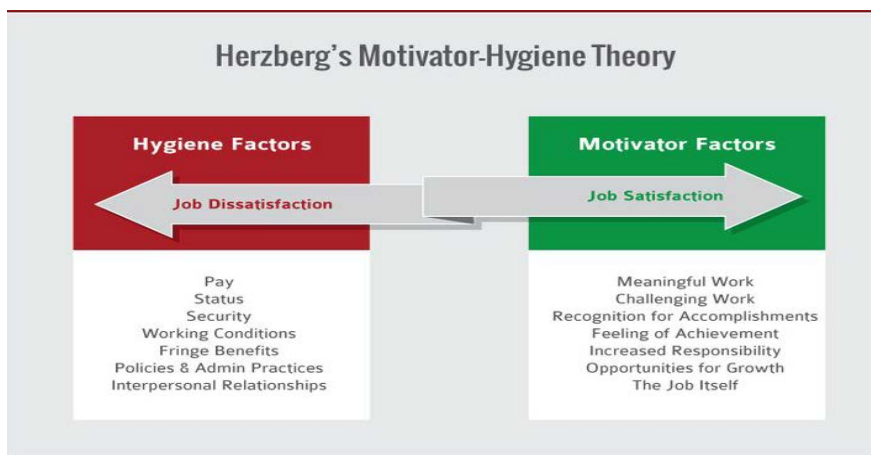 Herzberg's Motivator-Hygiene Theory
Hygiene Factors
Job Dissatisfaction
Pay
Status
Security
Working Conditions
Fringe Benefits
Policies & Admin Practices
Interpersonal Relationships
Motivator Factors
Job Satisfaction
Meaningful Work
Challenging Work
Recognition for Accomplishments
Feeling of Achievement
Increased Responsibility
Opportunities for Growth
The Job Itself